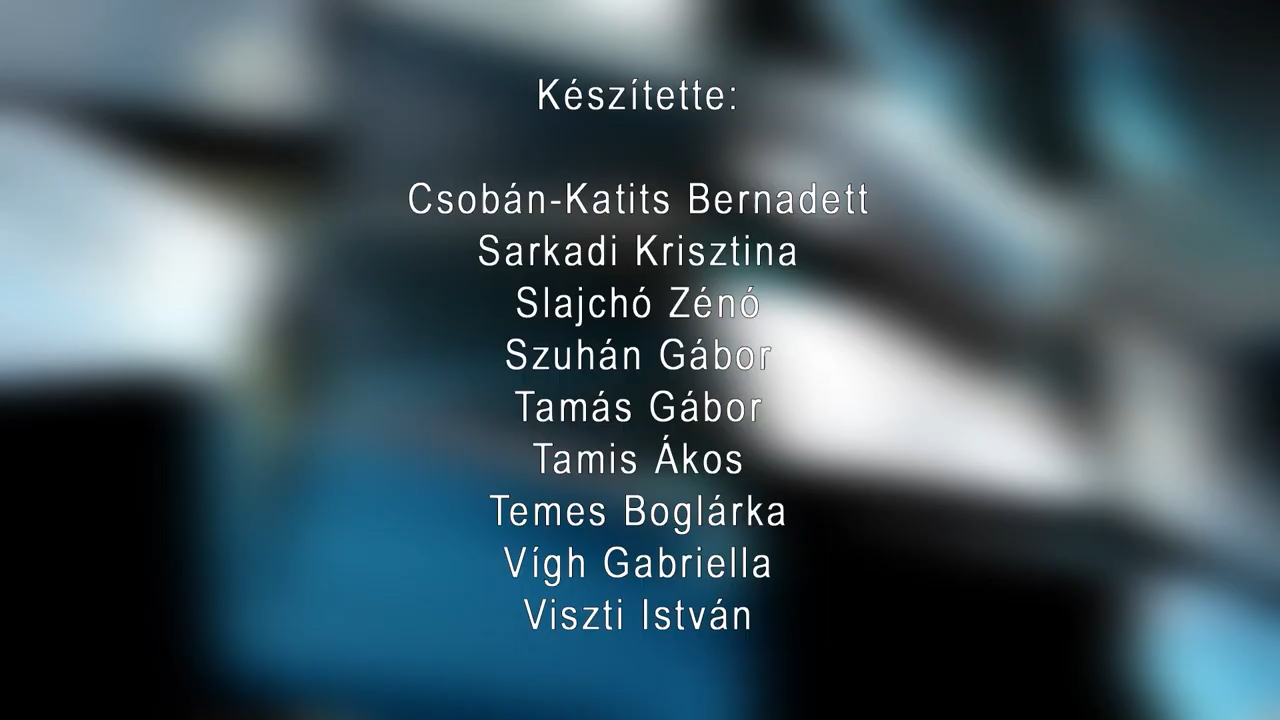 Készítette:
Csobán-Katits Bernadett
Sarkadi Krisztina
Slajchó Zénó
Szuhán Gábor
Tamás Gábor
Tamis Ákos
Temes Boglárka
Vígh Gabriella
Viszti István